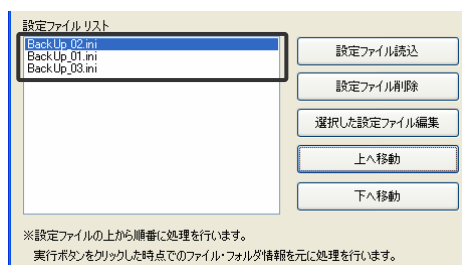 設定ファイルリスト
BackUp_02.ini
BackUp_01.ini
BackUp_03.ini
設定ファイル読込
設定ファイル削除
選択した設定ファイル編集
上へ移動
下へ移動
※設定ファイルの上から順番に処理を行います。
実行ボタンをクリックした時点でのファイル・フォルダ情報を元に処理を行います。